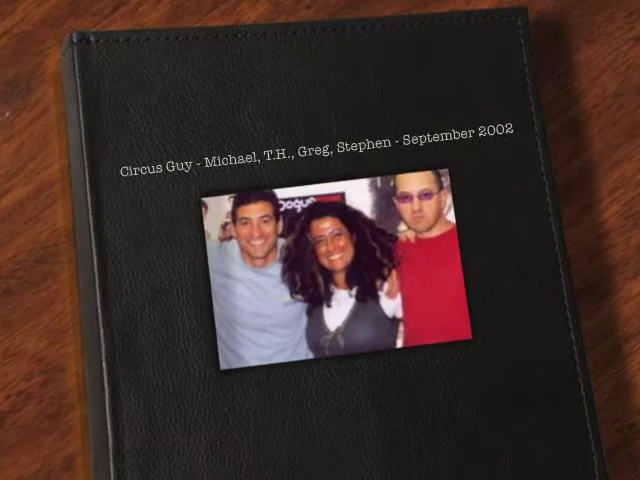 Circus Guy - Michael, T.H., Greg, Stephen - September 2002